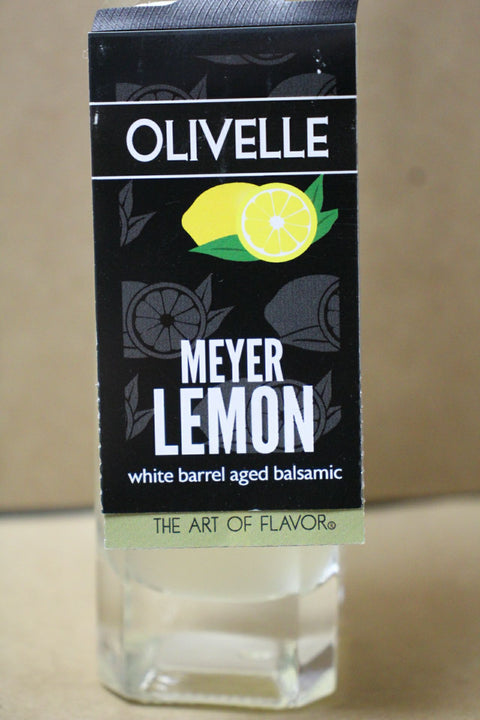 OLIVELLE
MEYER
LEMON
white barrel aged balsamic
THE ART OF FLAVOR®